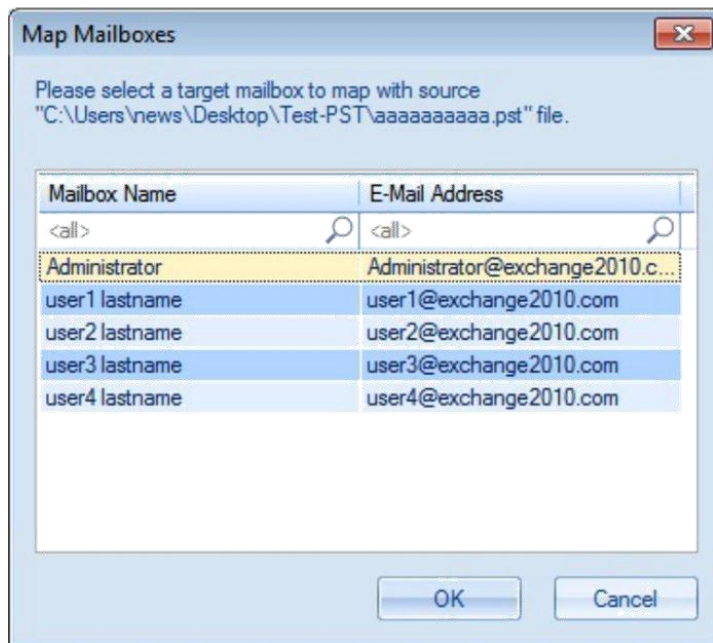 Map Mailboxes
Please select a target mailbox to map with source
"C:\Users\news\Desktop\Test-PST\aaaaaaaaaa.pst" file.
Mailbox Name E-Mail Address
<all> <all>
Administrator Administrator@exchange2010.c...
user1 lastname user1@exchange2010.com
user2 lastname user2@exchange2010.com
user3 lastname user3@exchange2010.com
user4 lastname user4@exchange2010.com
OK Cancel